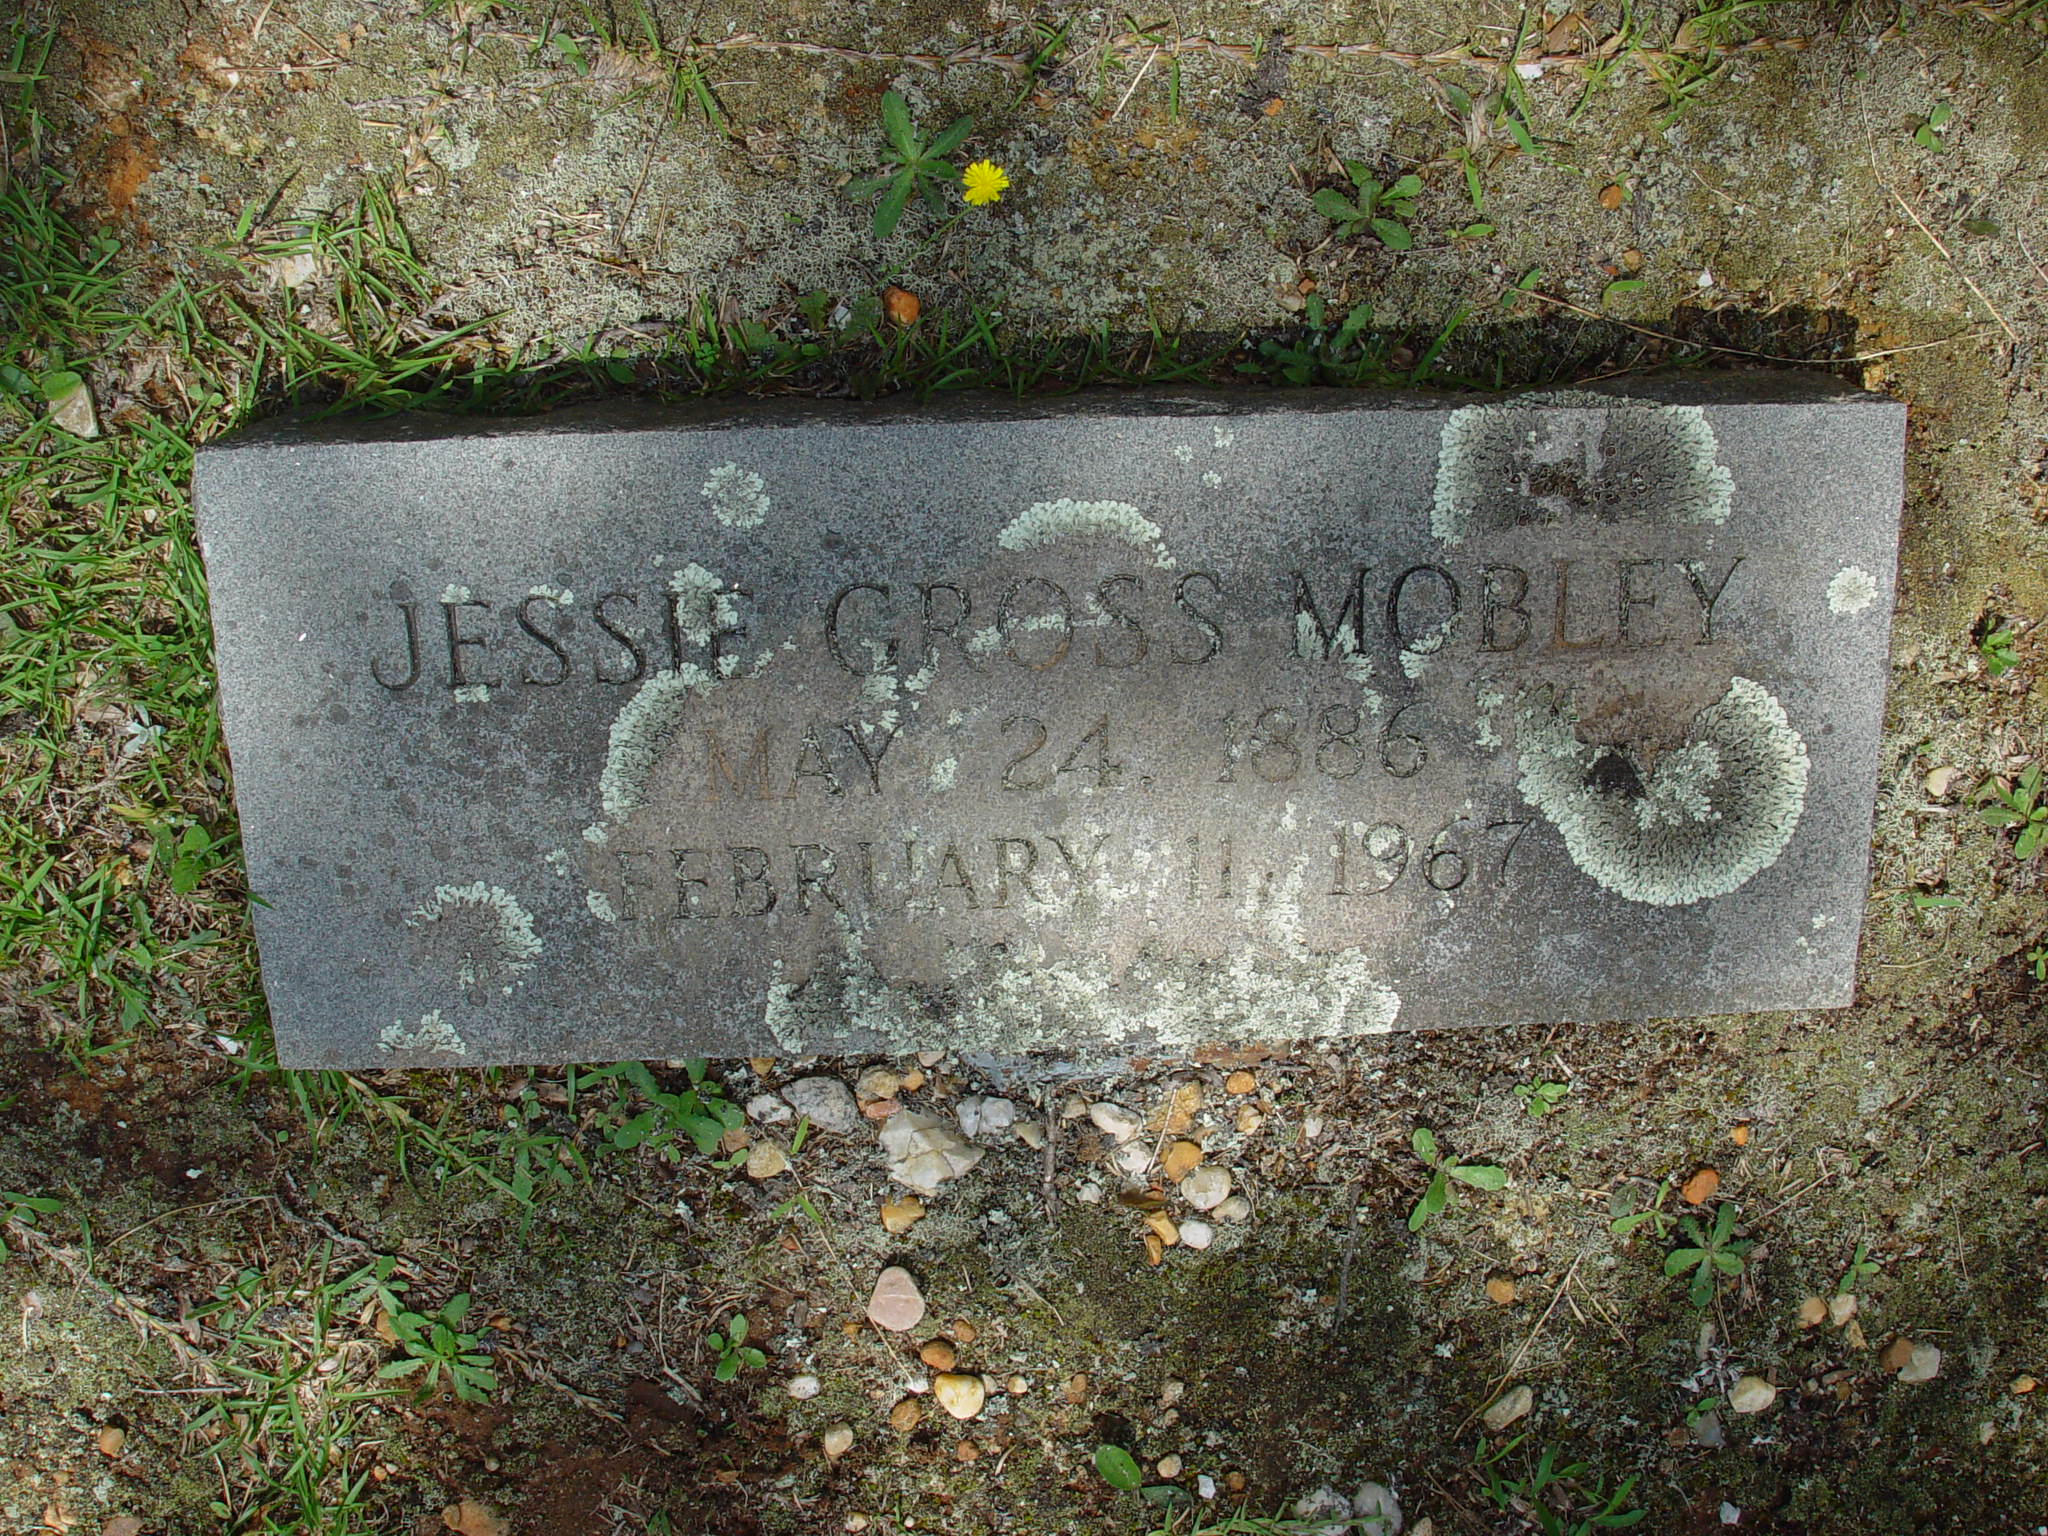 JESSIE GROSS MOBLEY
MAY 24, 1886
FEBRUARY 11, 1967